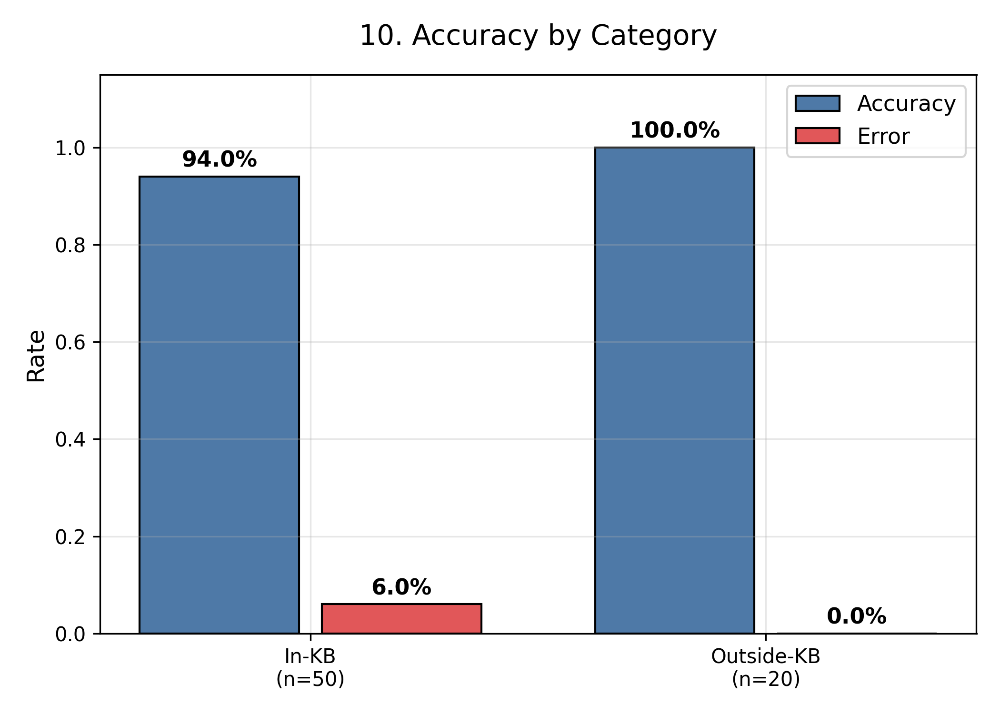 10. Accuracy by Category
Accuracy
Error
100.0%
94.0%
6.0%
0.0%
Rate
1.0
0.8
0.6
0.4
0.2
0.0
In-KB
(n=50)
Outside-KB
(n=20)